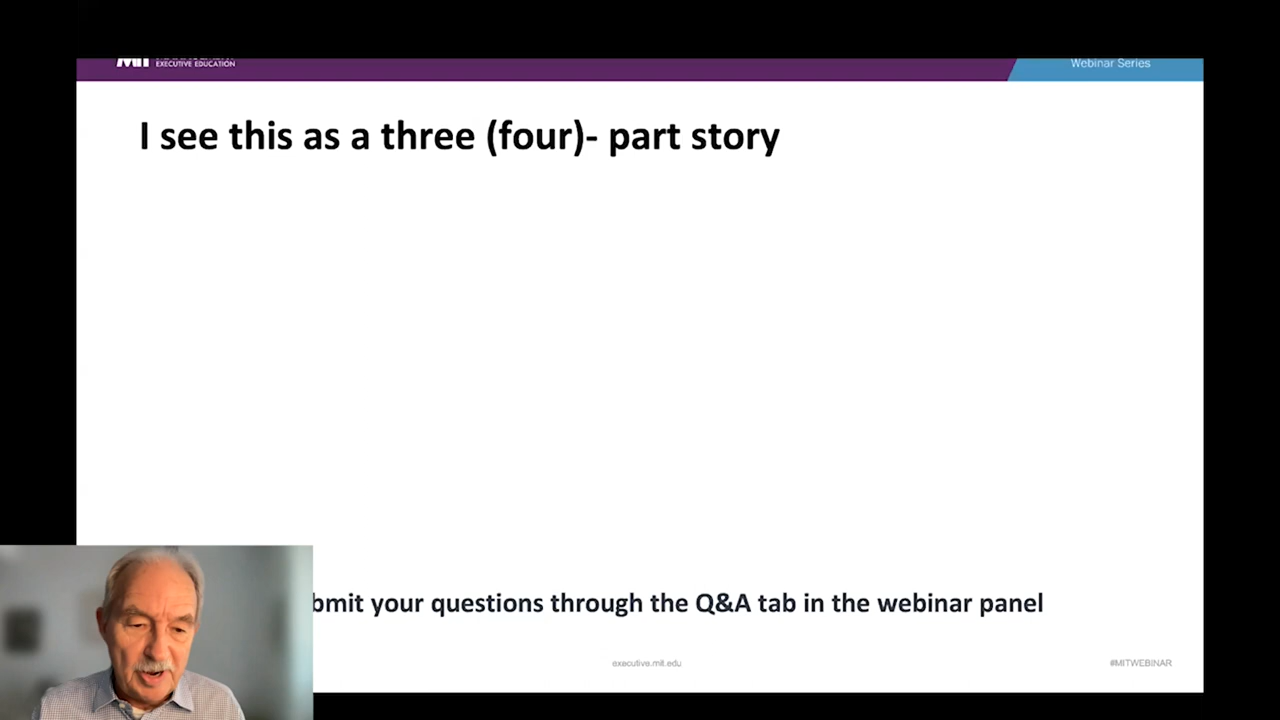 EXECUTIVE EDUCATION
Webinar Series
I see this as a three (four)- part story
bmit your questions through the Q&A tab in the webinar panel
executive.mit.edu
#MITWEBINAR